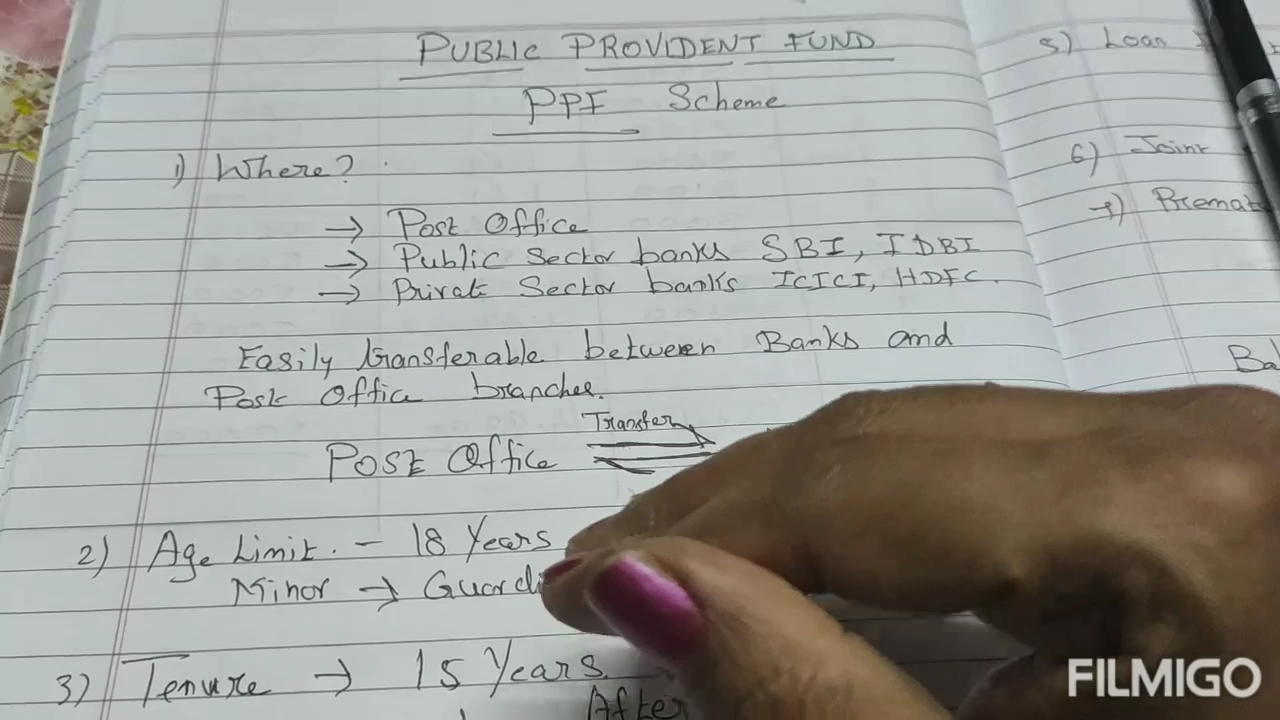 PUBLIC PROVIDENT FUND
PPF Scheme
1) Where?
→ Post Office
→ Public Sector banks SBI, IDBI
→ Private Sector banks ICICI, HDFC.
Easily transferable between Banks and
Post Office branches.
Transfer
Post Office
2) Age Limit. - 18 Years
Minor → Guardi
3) Tenure → 15 Years.
After
5) Loan
6) Joint
7) Premat
Bal
FILMIGO